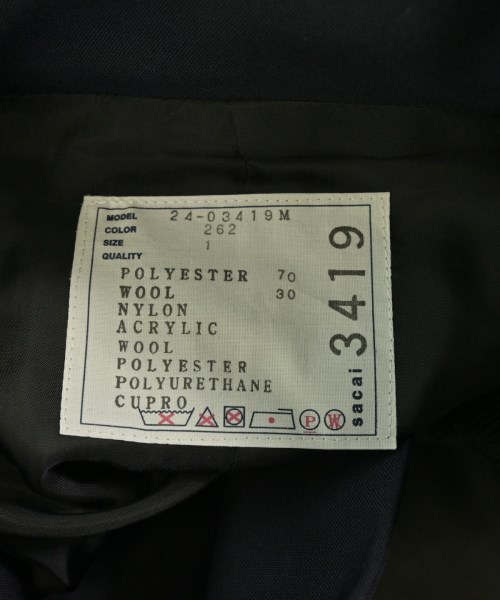 MODEL 24-03419M
COLOR 262
SIZE 1
QUALITY
POLYESTER 70
WOOL 30
NYLON
ACRYLIC
WOOL
POLYESTER
POLYURETHANE
CUPRO
P W
sacai 3419